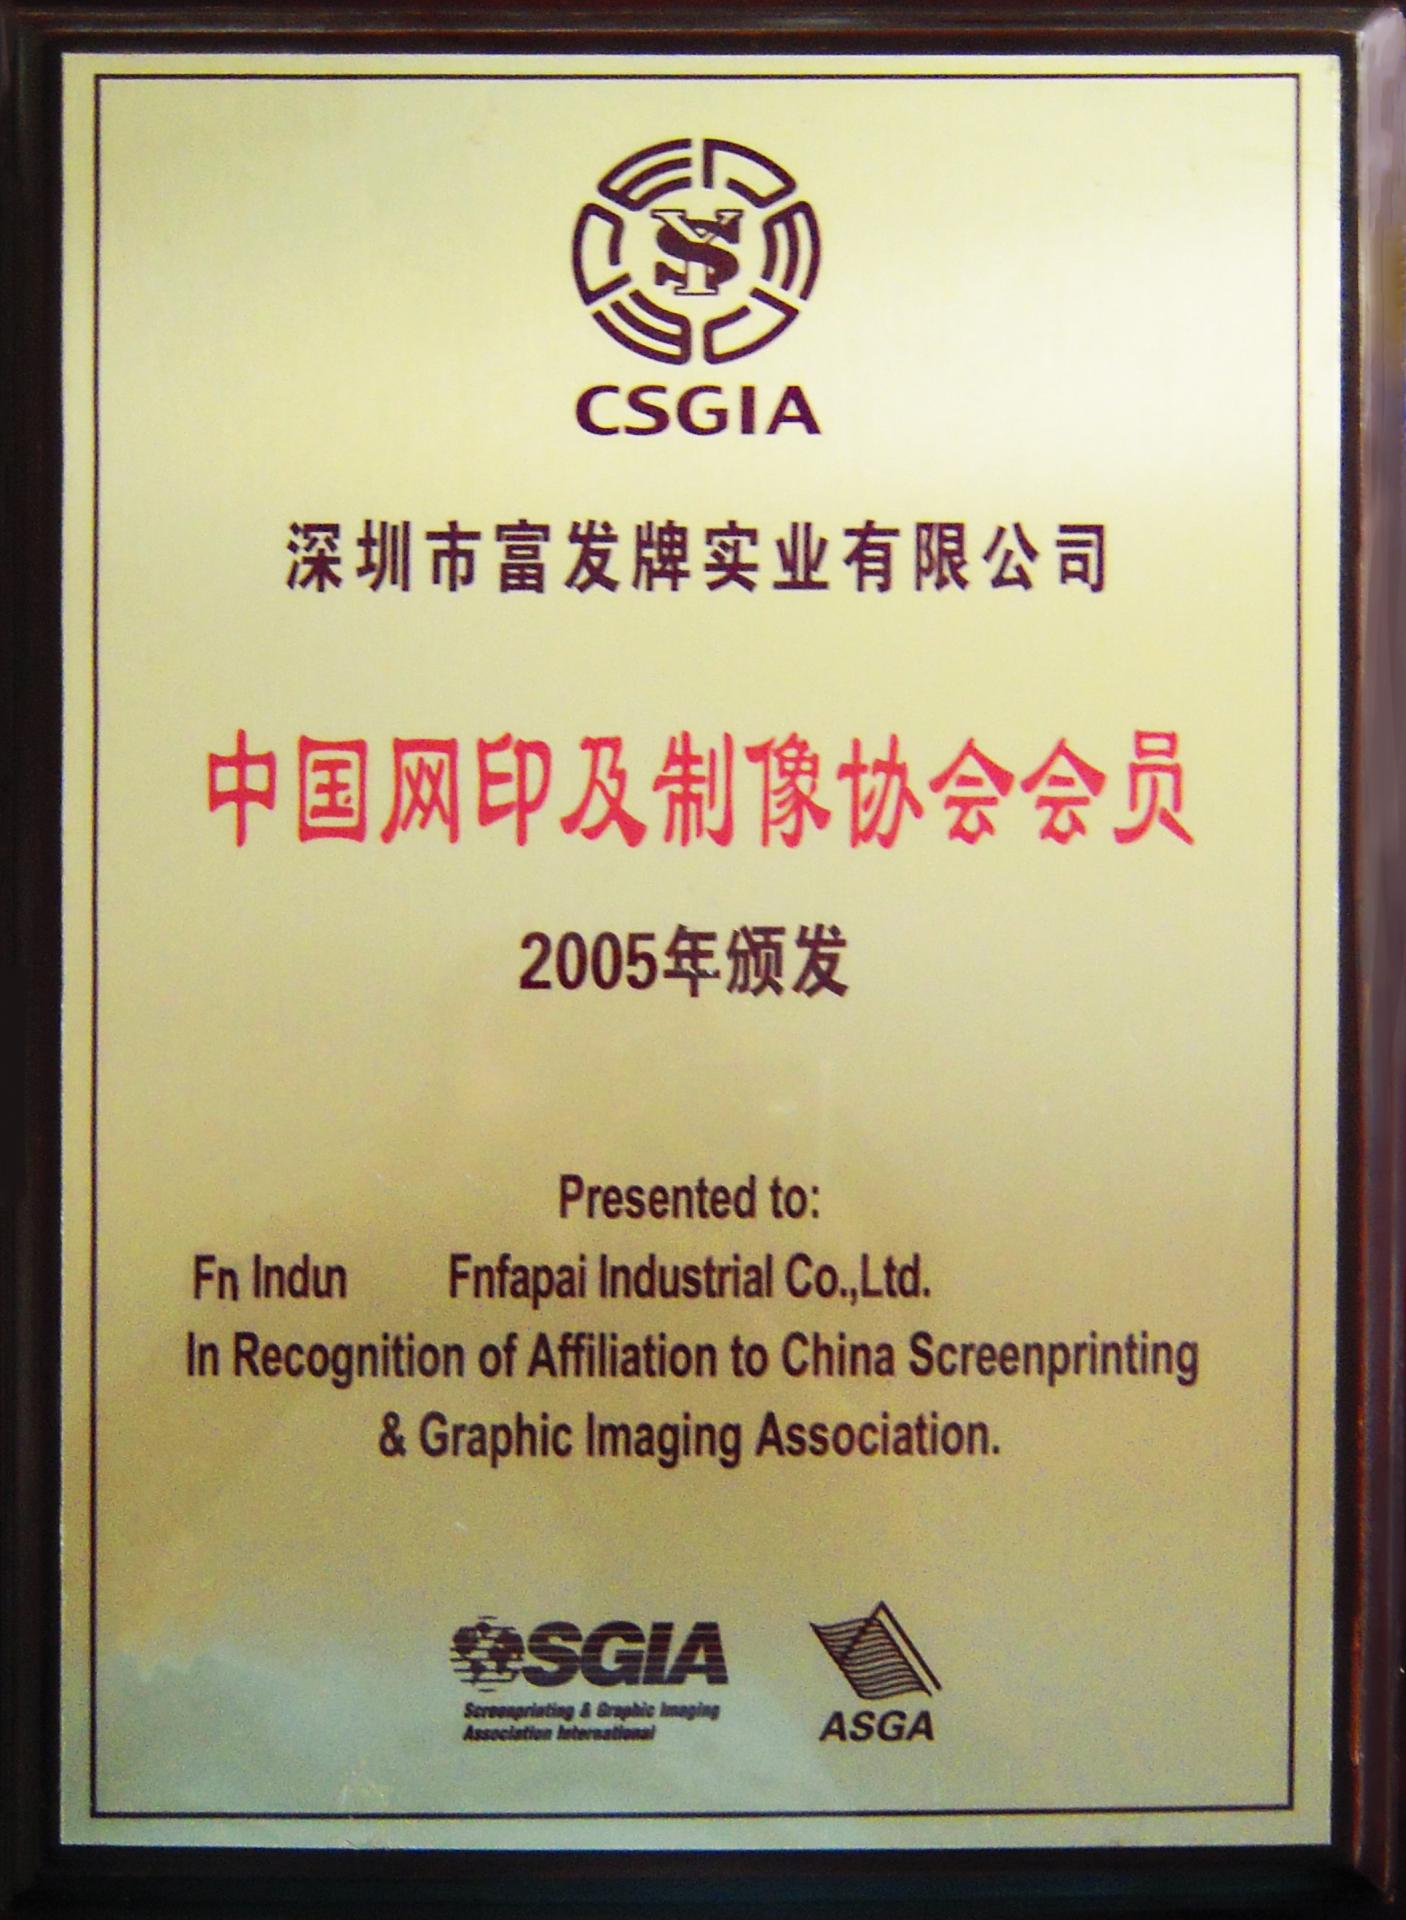 YS
CSGIA
深圳市富发牌实业有限公司
中国网印及制像协会会员
2005年颁发
Presented to:
Fn Indun Fnfapai Industrial Co.,Ltd.
In Recognition of Affiliation to China Screenprinting
& Graphic Imaging Association.
SGIA
Screenprinting & Graphic Imaging
Association International
ASGA